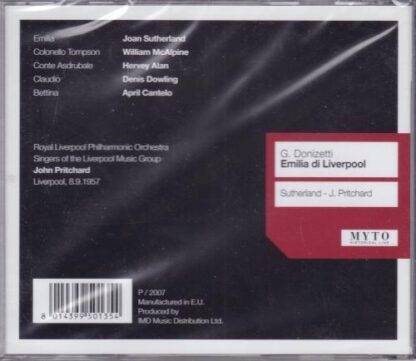 Emilia Joan Sutherland
Colonello Tompson William McAlpine
Conte Asdrubale Hervey Alan
Claudio Denis Dowling
Bettina April Cantelo
Royal Liverpool Philharmonic Orchestra
Singers of the Liverpool Music Group
John Pritchard
Liverpool, 8.9.1957
G. Donizetti
Emilia di Liverpool
Sutherland - J. Pritchard
MYTO
HISTORICAL LINE
P / 2007
Manufactured in E.U.
Produced by
IMD Music Distribution Ltd.
8 014399 501354